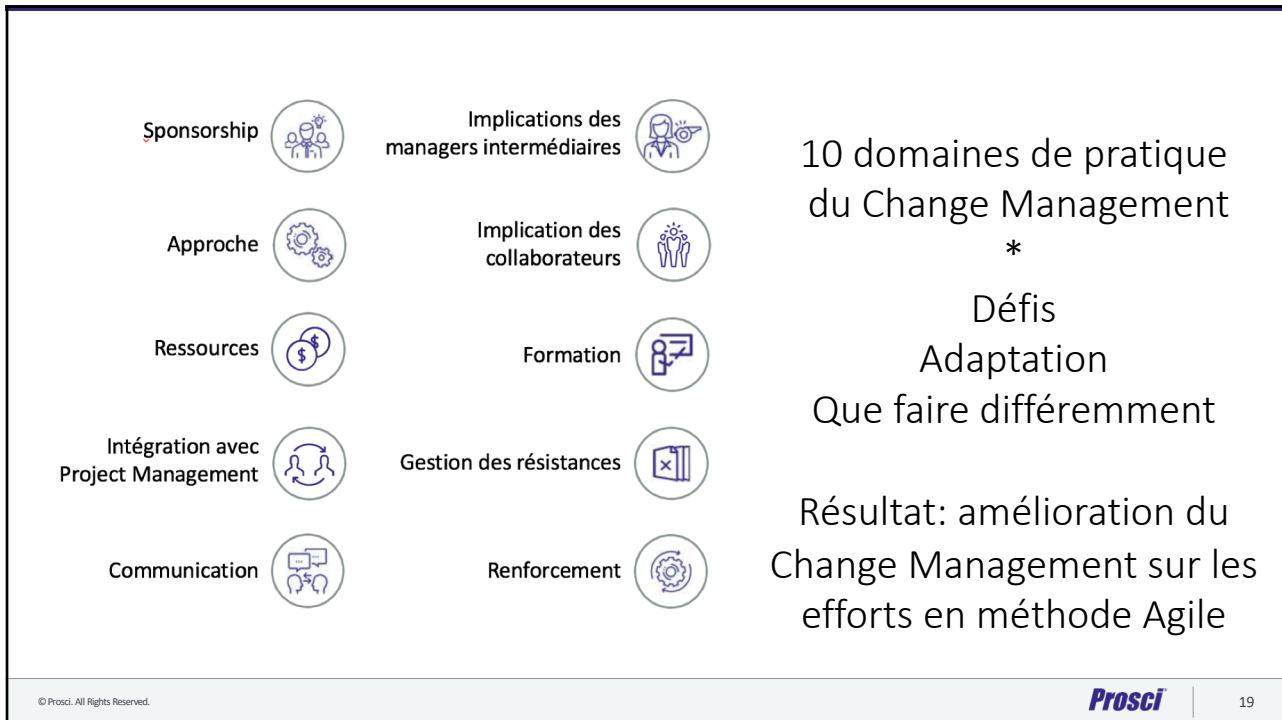 Sponsorship
Approche
Ressources
Intégration avec
Project Management
Communication
Implications des
managers intermédiaires
Implication des
collaborateurs
Formation
Gestion des résistances
Renforcement
10 domaines de pratique
du Change Management
*
Défis
Adaptation
Que faire différemment
Résultat: amélioration du
Change Management sur les
efforts en méthode Agile
© Prosci. All Rights Reserved.
Prosci
19